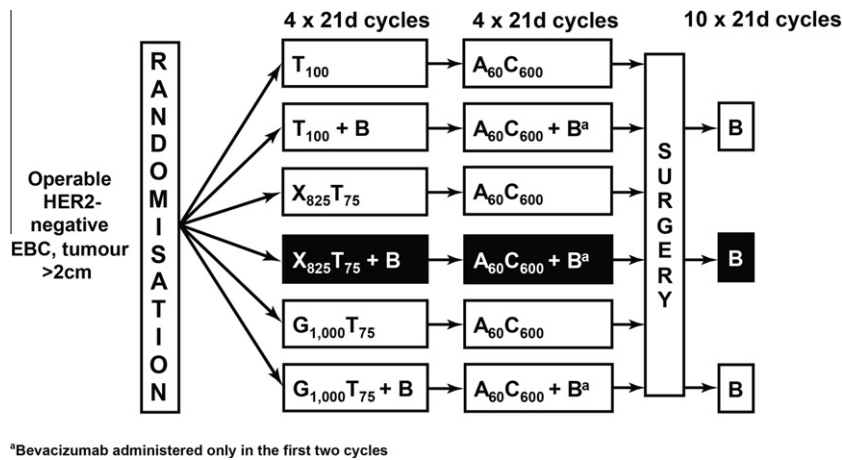 4 x 21d cycles 4 x 21d cycles 10 x 21d cycles
Operable
HER2-
negative
EBC, tumour
>2cm
RANDOMISATION
T₁₀₀ A₆₀C₆₀₀
T₁₀₀ + B A₆₀C₆₀₀ + Bᵃ B
X₈₂₅T₇₅ A₆₀C₆₀₀
X₈₂₅T₇₅ + B A₆₀C₆₀₀ + Bᵃ B
G₁,₀₀₀T₇₅ A₆₀C₆₀₀
G₁,₀₀₀T₇₅ + B A₆₀C₆₀₀ + Bᵃ B
SURGERY
ᵃBevacizumab administered only in the first two cycles